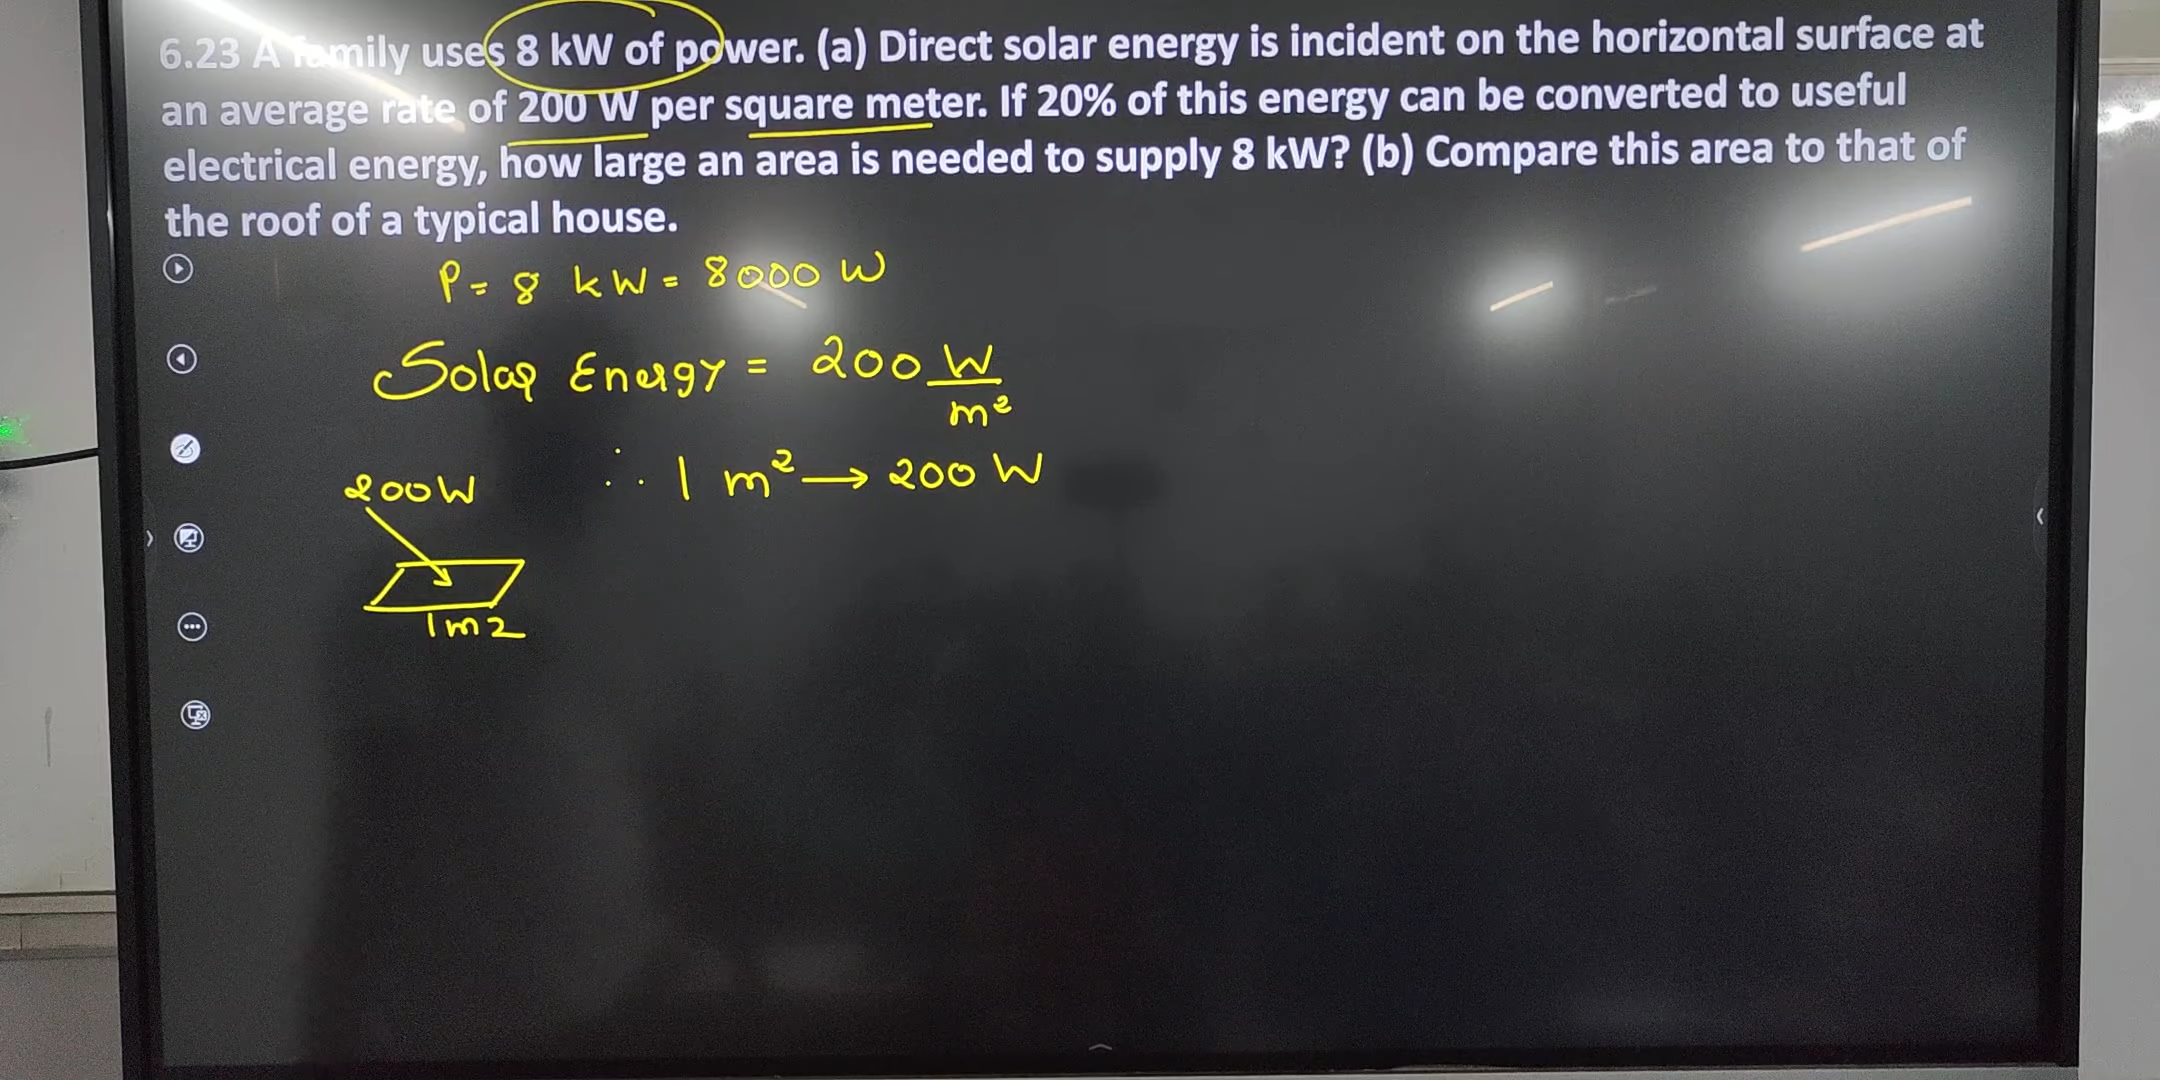 6.23 A family uses 8 kW of power. (a) Direct solar energy is incident on the horizontal surface at
an average rate of 200 W per square meter. If 20% of this energy can be converted to useful
electrical energy, how large an area is needed to supply 8 kW? (b) Compare this area to that of
the roof of a typical house.
P = 8 kW = 8000 W
Solar Energy = 200 W/m²
∴ 1 m² → 200 W
200W
1m2